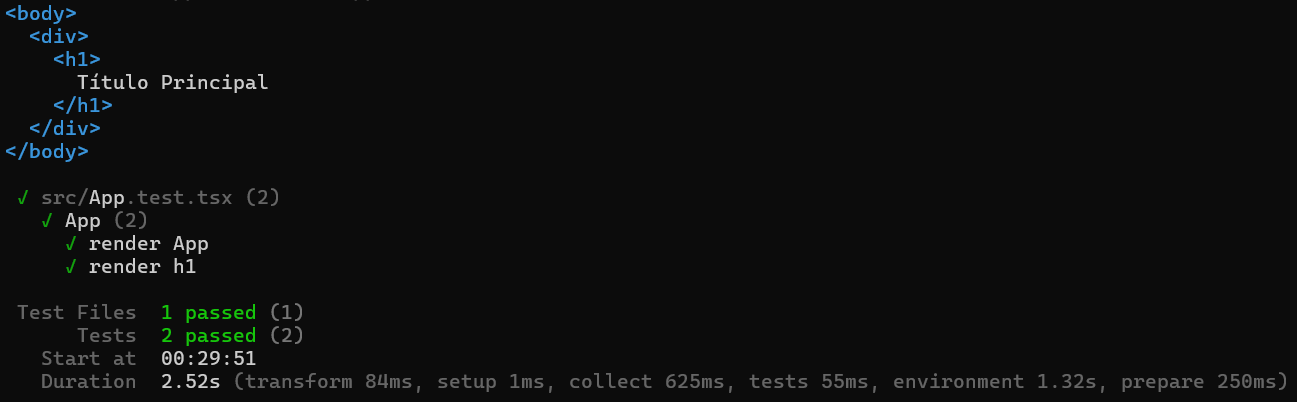 <body>
<div>
<h1>
Título Principal
</h1>
</div>
</body>
✓ src/App.test.tsx (2)
✓ App (2)
✓ render App
✓ render h1
Test Files 1 passed (1)
Tests 2 passed (2)
Start at 00:29:51
Duration 2.52s (transform 84ms, setup 1ms, collect 625ms, tests 55ms, environment 1.32s, prepare 250ms)